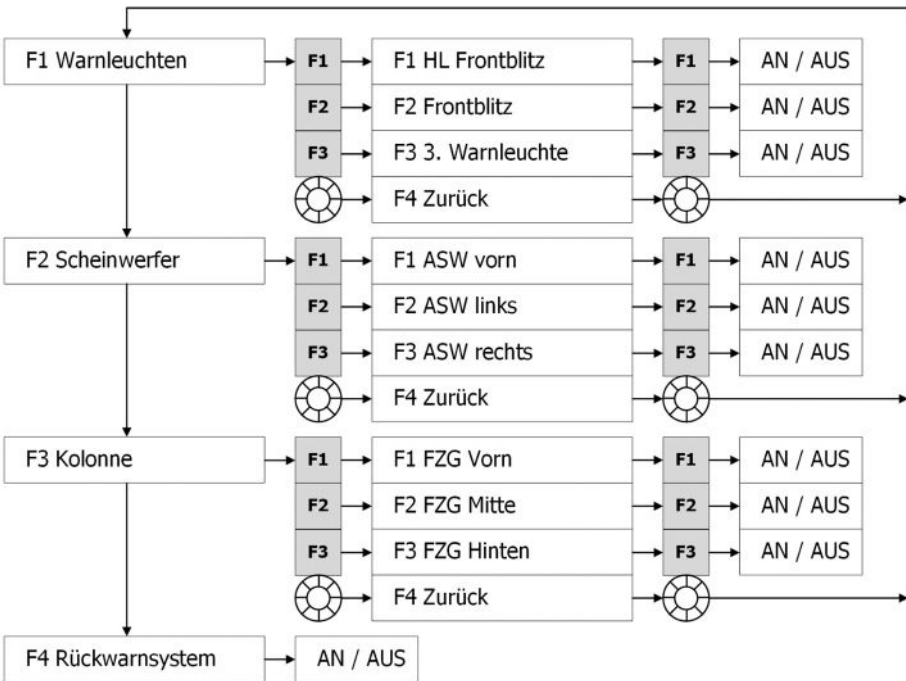 F1 Warnleuchten F1 F1 HL Frontblitz F1 AN / AUS
F2 F2 Frontblitz F2 AN / AUS
F3 F3 3. Warnleuchte F3 AN / AUS
F4 Zurück
F2 Scheinwerfer F1 F1 ASW vorn F1 AN / AUS
F2 F2 ASW links F2 AN / AUS
F3 F3 ASW rechts F3 AN / AUS
F4 Zurück
F3 Kolonne F1 F1 FZG Vorn F1 AN / AUS
F2 F2 FZG Mitte F2 AN / AUS
F3 F3 FZG Hinten F3 AN / AUS
F4 Zurück
F4 Rückwarnsystem AN / AUS